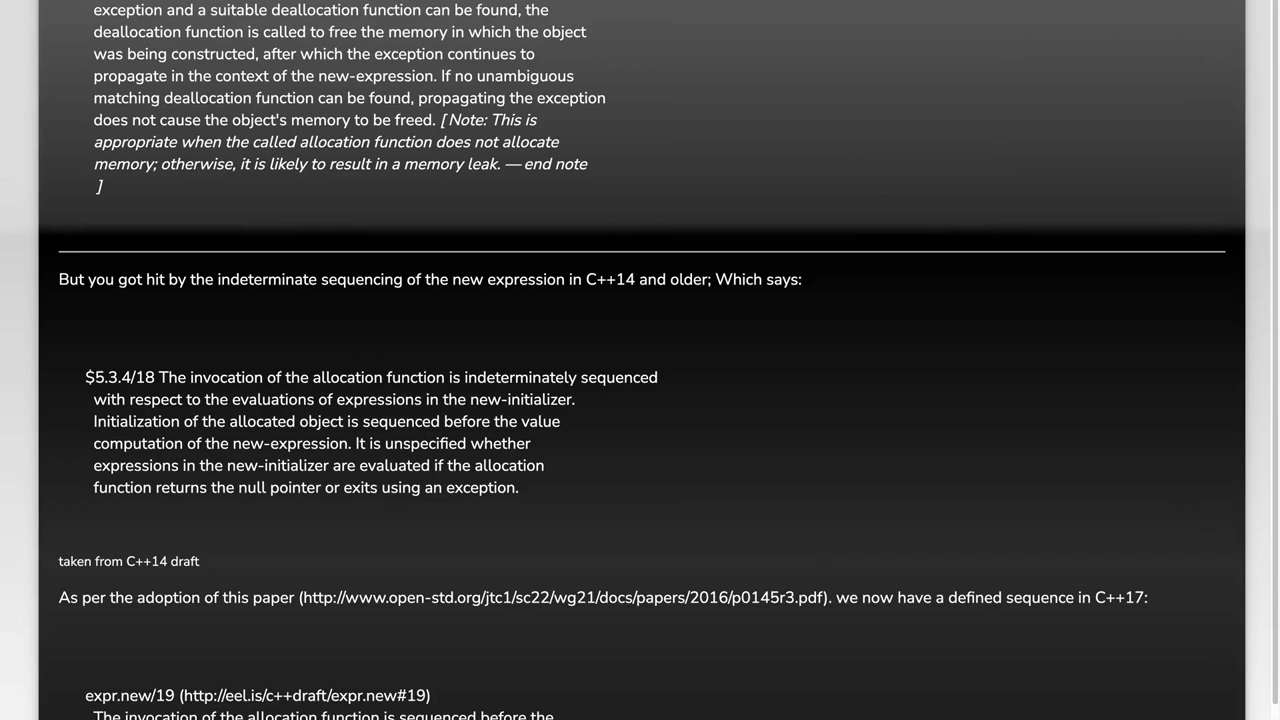 exception and a suitable deallocation function can be found, the
deallocation function is called to free the memory in which the object
was being constructed, after which the exception continues to
propagate in the context of the new-expression. If no unambiguous
matching deallocation function can be found, propagating the exception
does not cause the object's memory to be freed. [ Note: This is
appropriate when the called allocation function does not allocate
memory; otherwise, it is likely to result in a memory leak. — end note
]
But you got hit by the indeterminate sequencing of the new expression in C++14 and older; Which says:
$5.3.4/18 The invocation of the allocation function is indeterminately sequenced
with respect to the evaluations of expressions in the new-initializer.
Initialization of the allocated object is sequenced before the value
computation of the new-expression. It is unspecified whether
expressions in the new-initializer are evaluated if the allocation
function returns the null pointer or exits using an exception.
taken from C++14 draft
As per the adoption of this paper (http://www.open-std.org/jtc1/sc22/wg21/docs/papers/2016/p0145r3.pdf). we now have a defined sequence in C++17:
expr.new/19 (http://eel.is/c++draft/expr.new#19)
The invocation of the allocation function is sequenced before the